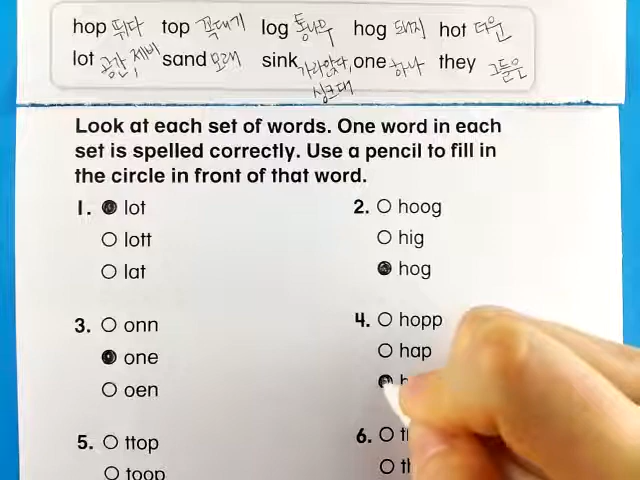 hop 뛰다 top 꼭대기 log 통나무 hog 돼지 hot 더운
lot 공간, 제비 sand 모래 sink 가라앉다, one 하나 they 그들은
싱크대
Look at each set of words. One word in each
set is spelled correctly. Use a pencil to fill in
the circle in front of that word.
1. lot
lott
lat
2. hoog
hig
hog
3. onn
one
oen
4. hopp
hap
5. ttop
toop
6.